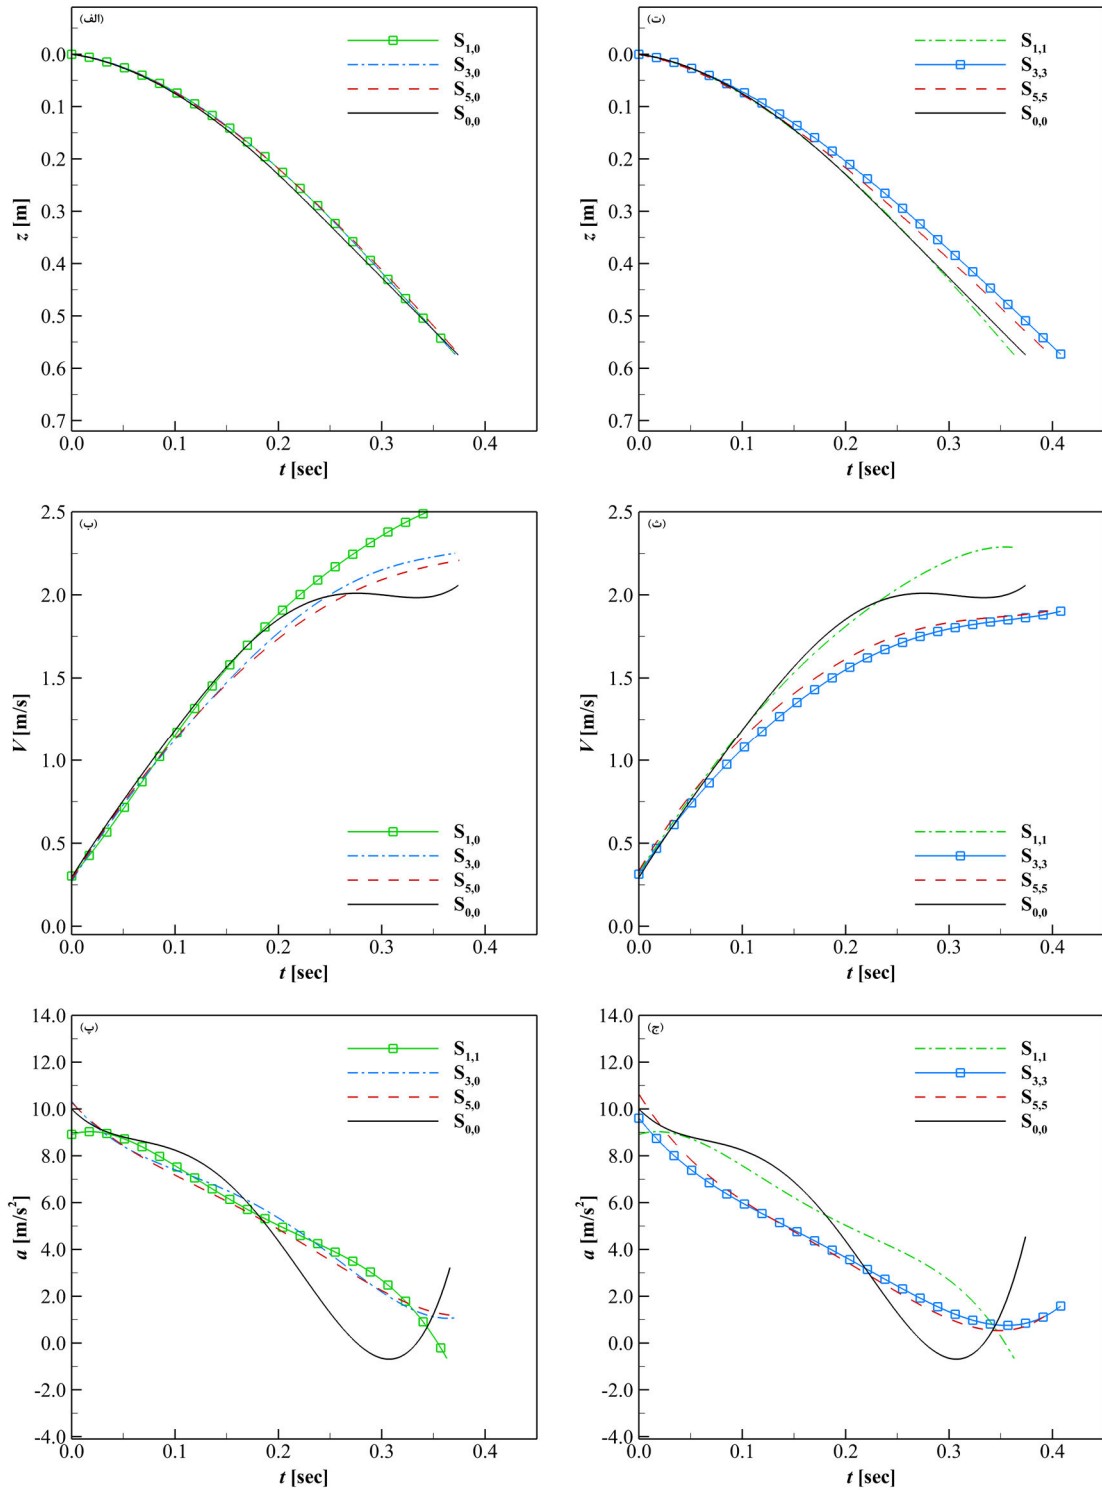 (الف)
S1,0
S3,0
S5,0
S0,0
0.0
0.1
0.2
0.3
0.4
0.5
0.6
0.7
z [m]
0.0 0.1 0.2 0.3 0.4
t [sec]
(ت)
S1,1
S3,3
S5,5
S0,0
0.0
0.1
0.2
0.3
0.4
0.5
0.6
0.7
z [m]
0.0 0.1 0.2 0.3 0.4
t [sec]
(ب)
2.5
2.0
1.5
1.0
0.5
0.0
V [m/s]
S1,0
S3,0
S5,0
S0,0
0.0 0.1 0.2 0.3 0.4
t [sec]
(ث)
2.5
2.0
1.5
1.0
0.5
0.0
V [m/s]
S1,1
S3,3
S5,5
S0,0
0.0 0.1 0.2 0.3 0.4
t [sec]
(پ)
S1,1
S3,0
S5,0
S0,0
14.0
12.0
10.0
8.0
6.0
4.0
2.0
0.0
-2.0
-4.0
a [m/s²]
0.0 0.1 0.2 0.3 0.4
t [sec]
(ج)
S1,1
S3,3
S5,5
S0,0
14.0
12.0
10.0
8.0
6.0
4.0
2.0
0.0
-2.0
-4.0
a [m/s²]
0.0 0.1 0.2 0.3 0.4
t [sec]